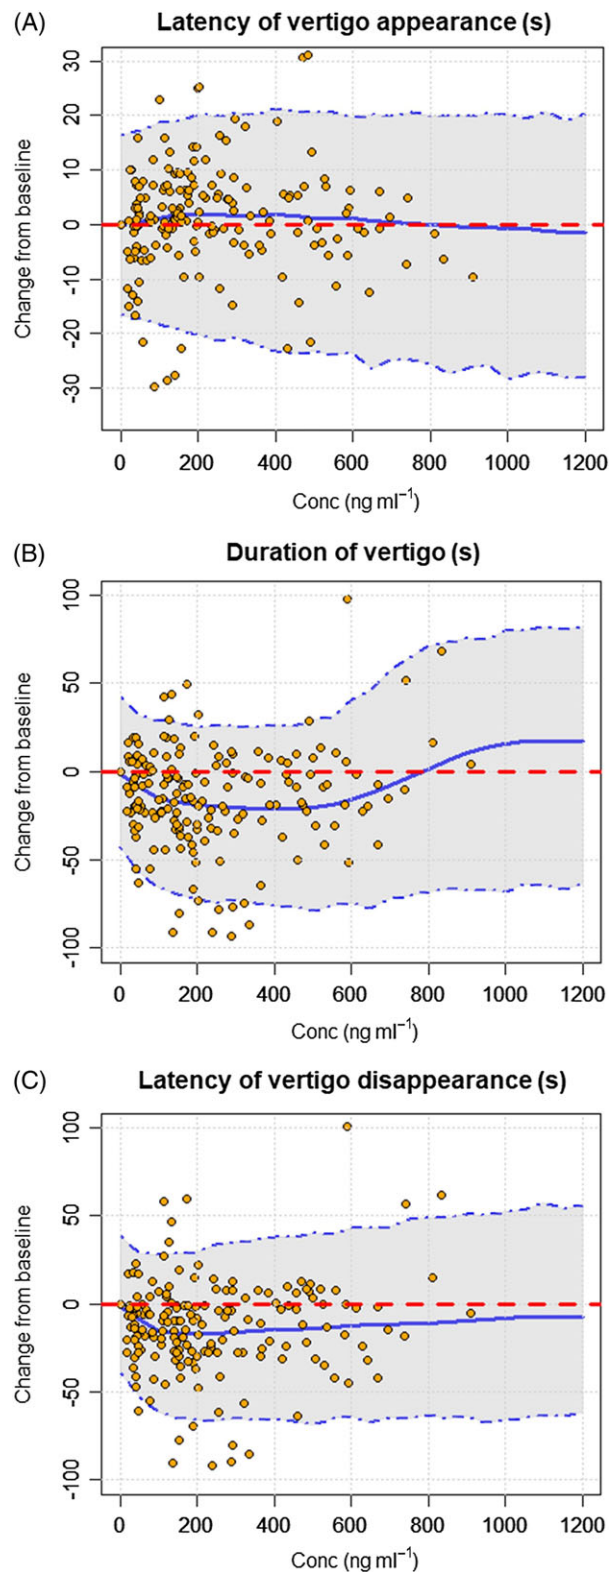 (A) Latency of vertigo appearance (s)
Change from baseline
30
20
10
0
-10
-20
-30
0 200 400 600 800 1000 1200
Conc (ng ml⁻¹)
(B) Duration of vertigo (s)
Change from baseline
100
50
0
-50
-100
0 200 400 600 800 1000 1200
Conc (ng ml⁻¹)
(C) Latency of vertigo disappearance (s)
Change from baseline
100
50
0
-50
-100
0 200 400 600 800 1000 1200
Conc (ng ml⁻¹)